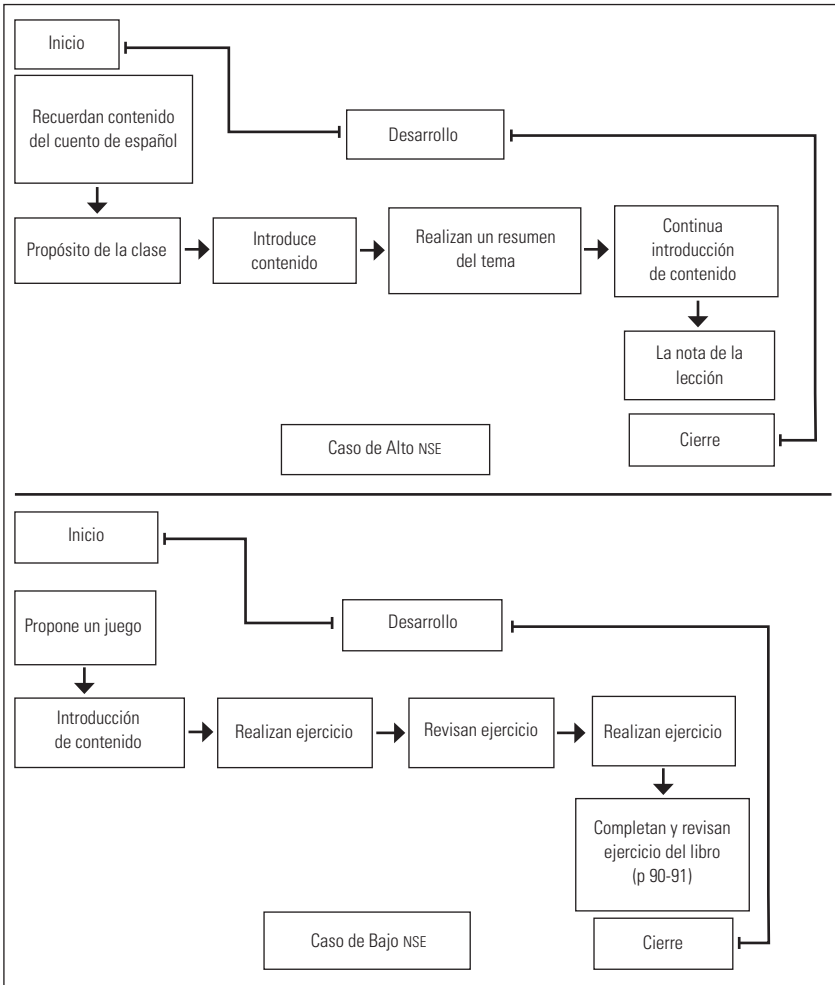 Inicio
Recuerdan contenido
del cuento de español
Desarrollo
Propósito de la clase
Introduce
contenido
Realizan un resumen
del tema
Continua
introducción
de contenido
La nota de la
lección
Cierre
Caso de Alto NSE
Inicio
Propone un juego
Desarrollo
Introducción
de contenido
Realizan ejercicio
Revisan ejercicio
Realizan ejercicio
Completan y revisan
ejercicio del libro
(p 90-91)
Caso de Bajo NSE
Cierre